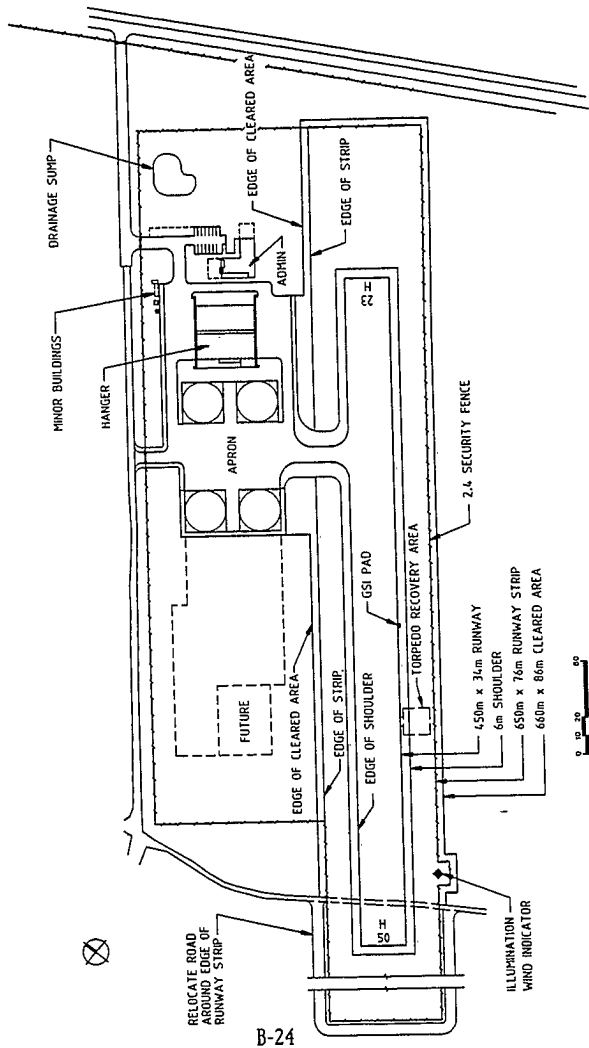 DRAINAGE SUMP
MINOR BUILDINGS
HANGER
EDGE OF CLEARED AREA
EDGE OF STRIP
ADMIN
H
23
APRON
2.4 SECURITY FENCE
GSI PAD
TORPEDO RECOVERY AREA
450m x 34m RUNWAY
6m SHOULDER
650m x 76m RUNWAY STRIP
660m x 86m CLEARED AREA
FUTURE
EDGE OF CLEARED AREA
EDGE OF STRIP
EDGE OF SHOULDER
0 10 20 60
H
05
RELOCATE ROAD
AROUND EDGE OF
RUNWAY STRIP
ILLUMINATION
WIND INDICATOR
B-24